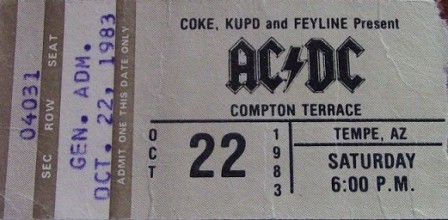 04031
SEC ROW SEAT
GEN. ADM.
OCT. 22, 1983
ADMIT ONE THIS DATE ONLY
COKE, KUPD and FEYLINE Present
AC⚡DC
COMPTON TERRACE
OCT
22
1983
TEMPE, AZ
SATURDAY
6:00 P.M.